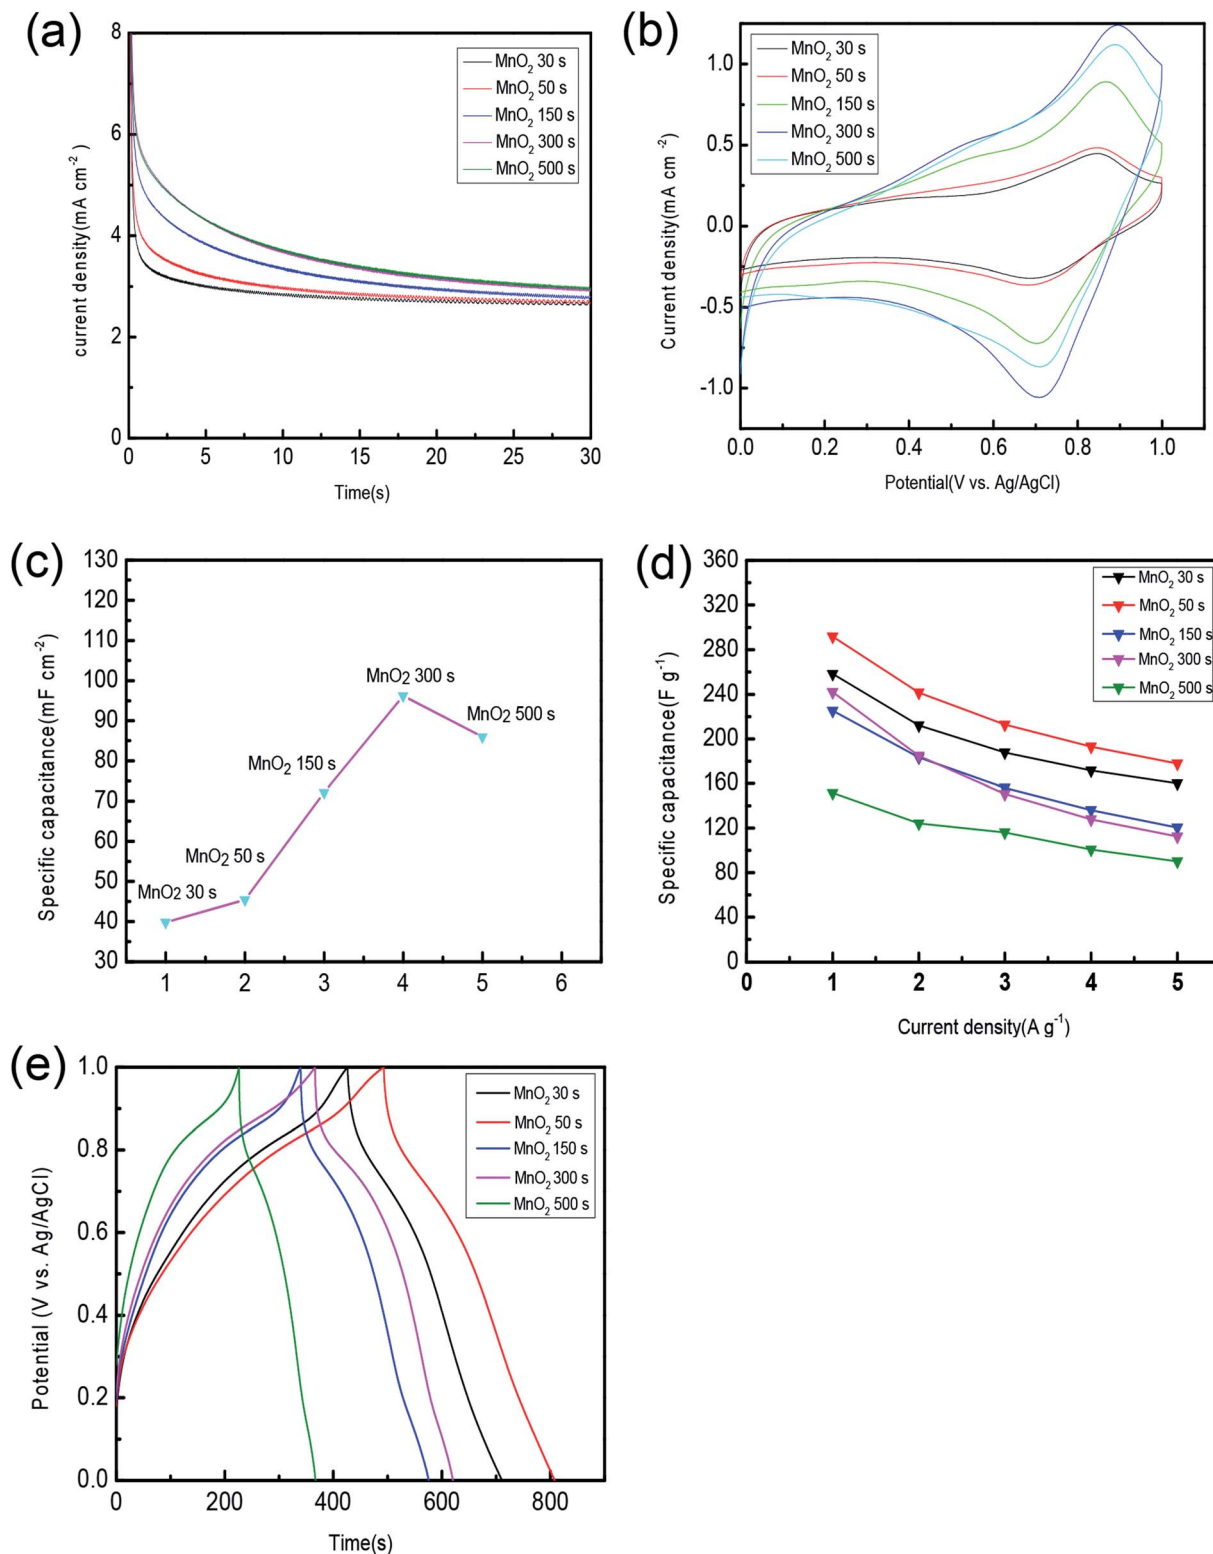 (a)
8
6
4
2
0
current density(mA cm-2)
MnO2 30 s
MnO2 50 s
MnO2 150 s
MnO2 300 s
MnO2 500 s
0 5 10 15 20 25 30
Time(s)
(b)
1.0
0.5
0.0
-0.5
-1.0
Current density(mA cm-2)
MnO2 30 s
MnO2 50 s
MnO2 150 s
MnO2 300 s
MnO2 500 s
0.0 0.2 0.4 0.6 0.8 1.0
Potential(V vs. Ag/AgCl)
(c)
130
120
110
100
90
80
70
60
50
40
30
Specific capacitance(mF cm-2)
MnO2 300 s
MnO2 500 s
MnO2 150 s
MnO2 50 s
MnO2 30 s
1 2 3 4 5 6
(d)
360
320
280
240
200
160
120
80
40
0
Specific capacitance(F g-1)
MnO2 30 s
MnO2 50 s
MnO2 150 s
MnO2 300 s
MnO2 500 s
0 1 2 3 4 5
Current density(A g-1)
(e)
1.0
0.8
0.6
0.4
0.2
0.0
Potential (V vs. Ag/AgCl)
MnO2 30 s
MnO2 50 s
MnO2 150 s
MnO2 300 s
MnO2 500 s
0 200 400 600 800
Time(s)